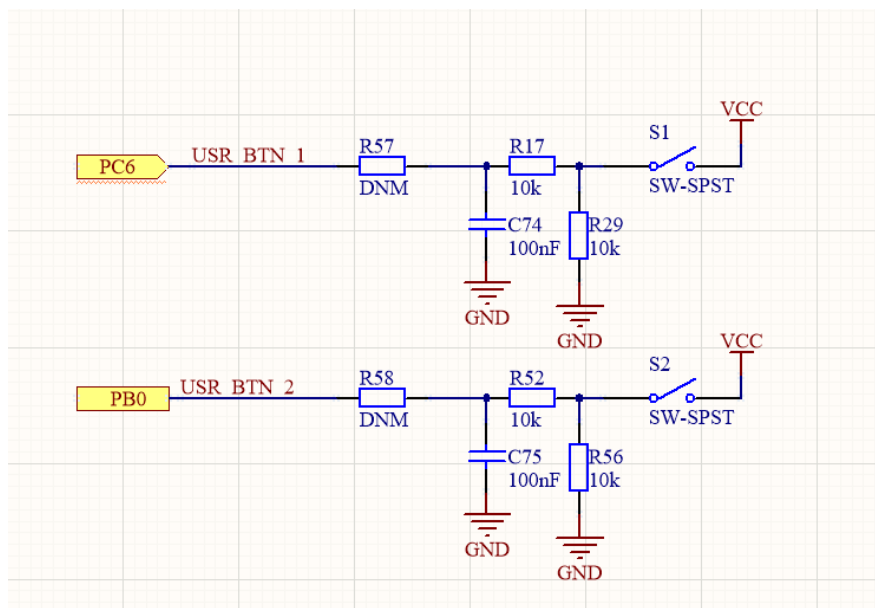 VCC
S1
R57
R17
USR BTN 1
PC6
DNM
10k
SW-SPST
C74
R29
100nF
10k
GND
GND
VCC
S2
R58
R52
USR BTN 2
PB0
DNM
10k
SW-SPST
C75
R56
100nF
10k
GND
GND